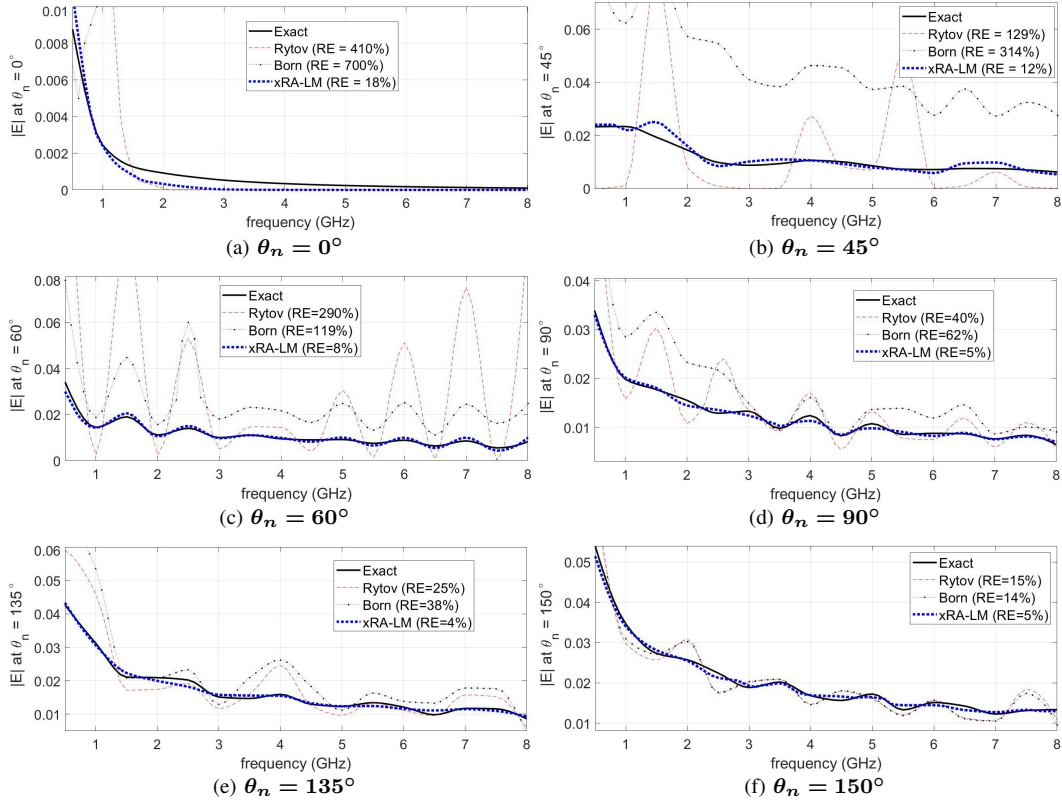 0.01
0.008
0.006
0.004
0.002
0
|E| at θn = 0°
Exact
Rytov (RE = 410%)
Born (RE = 700%)
xRA-LM (RE = 18%)
1 2 3 4 5 6 7 8
frequency (GHz)
(a) θn = 0°
0.06
0.04
0.02
0
|E| at θn = 45°
Exact
Rytov (RE = 129%)
Born (RE = 314%)
xRA-LM (RE = 12%)
1 2 3 4 5 6 7 8
frequency (GHz)
(b) θn = 45°
0.08
0.06
0.04
0.02
0
|E| at θn = 60°
Exact
Rytov (RE=290%)
Born (RE=119%)
xRA-LM (RE=8%)
1 2 3 4 5 6 7 8
frequency (GHz)
(c) θn = 60°
0.04
0.03
0.02
0.01
|E| at θn = 90°
Exact
Rytov (RE=40%)
Born (RE=62%)
xRA-LM (RE=5%)
1 2 3 4 5 6 7 8
frequency (GHz)
(d) θn = 90°
0.06
0.05
0.04
0.03
0.02
0.01
|E| at θn = 135°
Exact
Rytov (RE=25%)
Born (RE=38%)
xRA-LM (RE=4%)
1 2 3 4 5 6 7 8
frequency (GHz)
(e) θn = 135°
0.05
0.04
0.03
0.02
0.01
|E| at θn = 150°
Exact
Rytov (RE=15%)
Born (RE=14%)
xRA-LM (RE=5%)
1 2 3 4 5 6 7 8
frequency (GHz)
(f) θn = 150°